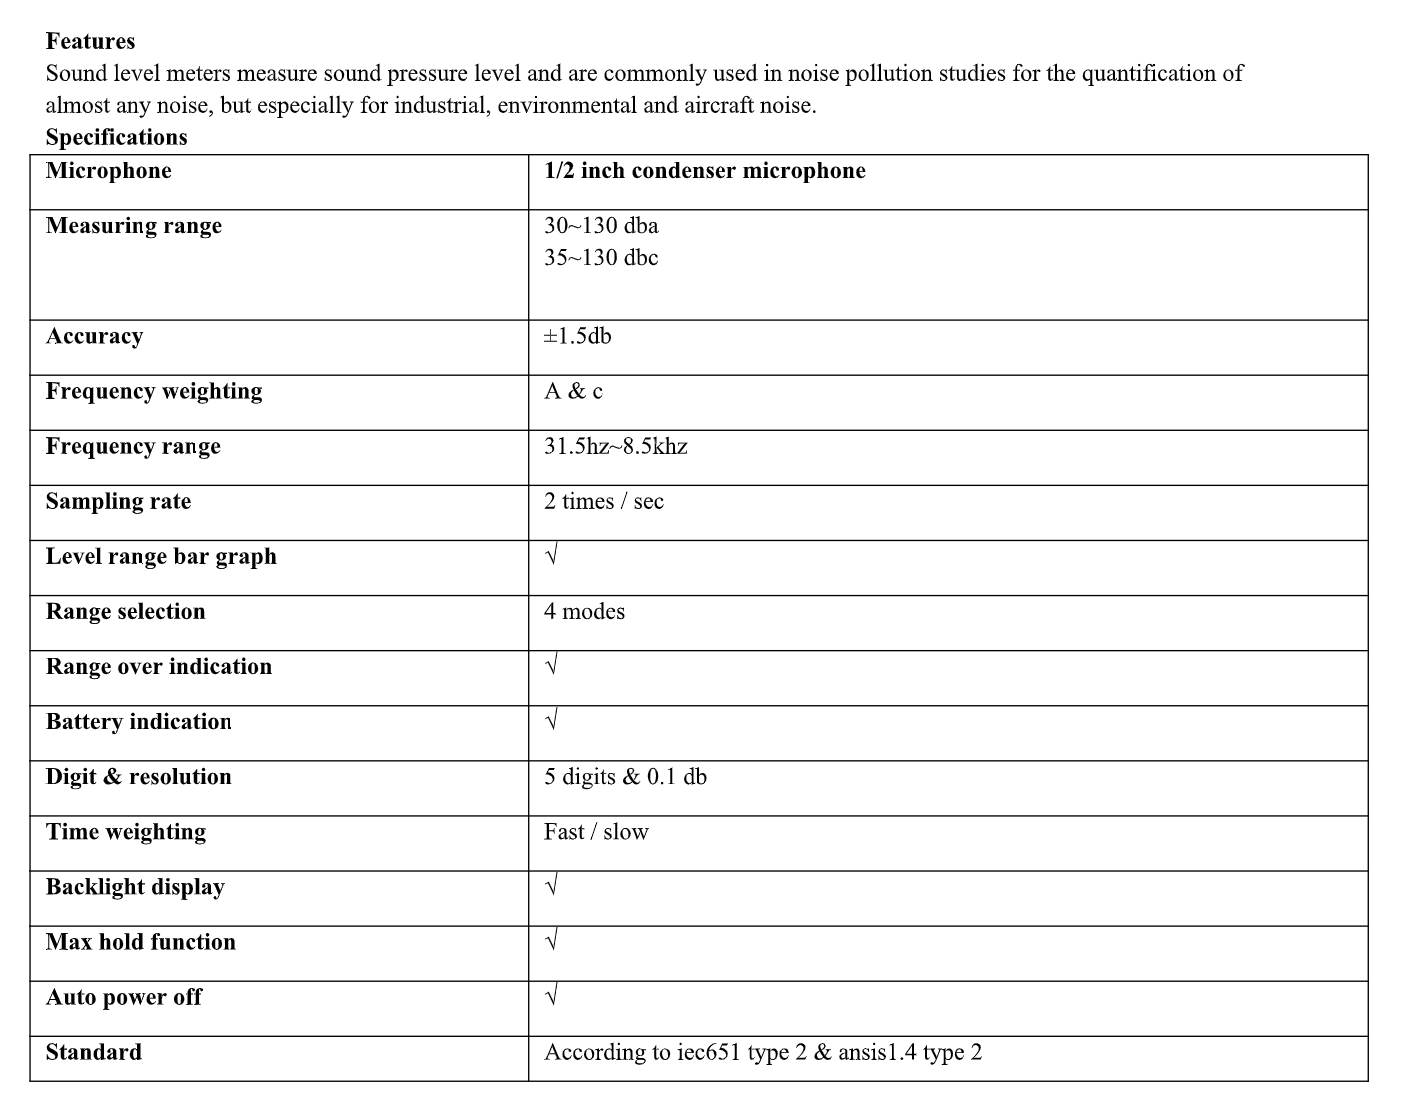 Features
Sound level meters measure sound pressure level and are commonly used in noise pollution studies for the quantification of
almost any noise, but especially for industrial, environmental and aircraft noise.
Specifications
Microphone 1/2 inch condenser microphone
Measuring range 30~130 dba
35~130 dbc
Accuracy ±1.5db
Frequency weighting A & c
Frequency range 31.5hz~8.5khz
Sampling rate 2 times / sec
Level range bar graph √
Range selection 4 modes
Range over indication √
Battery indication √
Digit & resolution 5 digits & 0.1 db
Time weighting Fast / slow
Backlight display √
Max hold function √
Auto power off √
Standard According to iec651 type 2 & ansis1.4 type 2